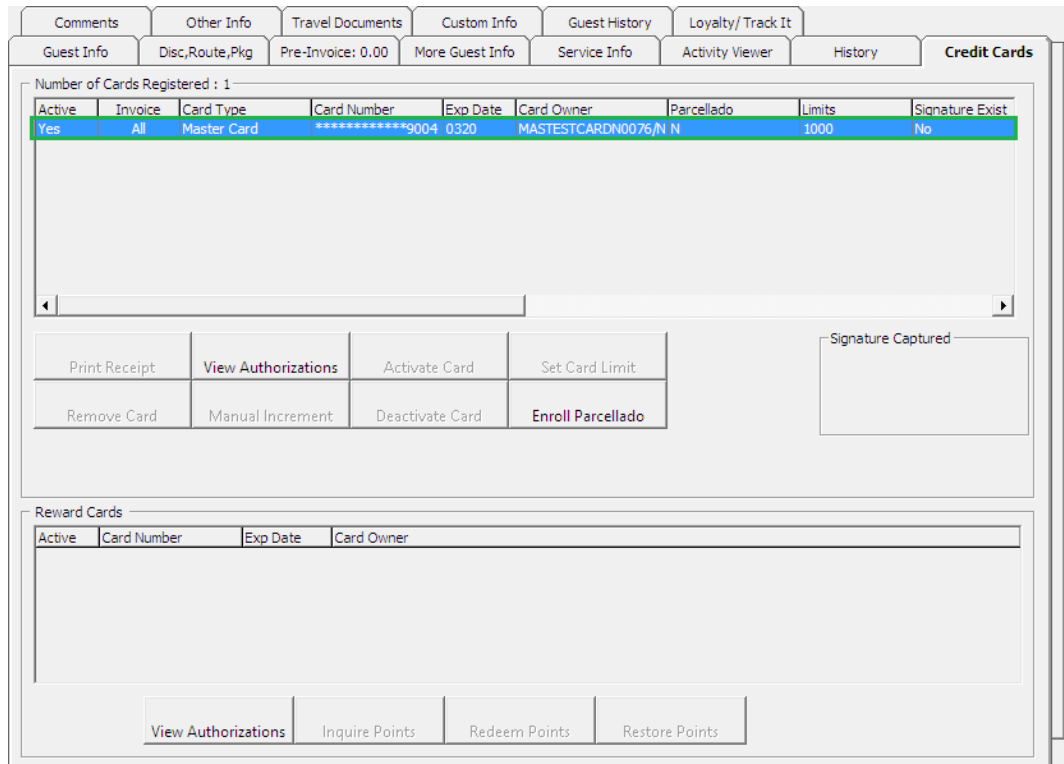 Comments Other Info Travel Documents Custom Info Guest History Loyalty/ Track It
Guest Info Disc,Route,Pkg Pre-Invoice: 0.00 More Guest Info Service Info Activity Viewer History Credit Cards
Number of Cards Registered : 1
Active Invoice Card Type Card Number Exp Date Card Owner Parcellado Limits Signature Exist
Yes All Master Card ************9004 0320 MASTESTCARDN0076/N N 1000 No
Signature Captured
Print Receipt View Authorizations Activate Card Set Card Limit
Remove Card Manual Increment Deactivate Card Enroll Parcellado
Reward Cards
Active Card Number Exp Date Card Owner
View Authorizations Inquire Points Redeem Points Restore Points